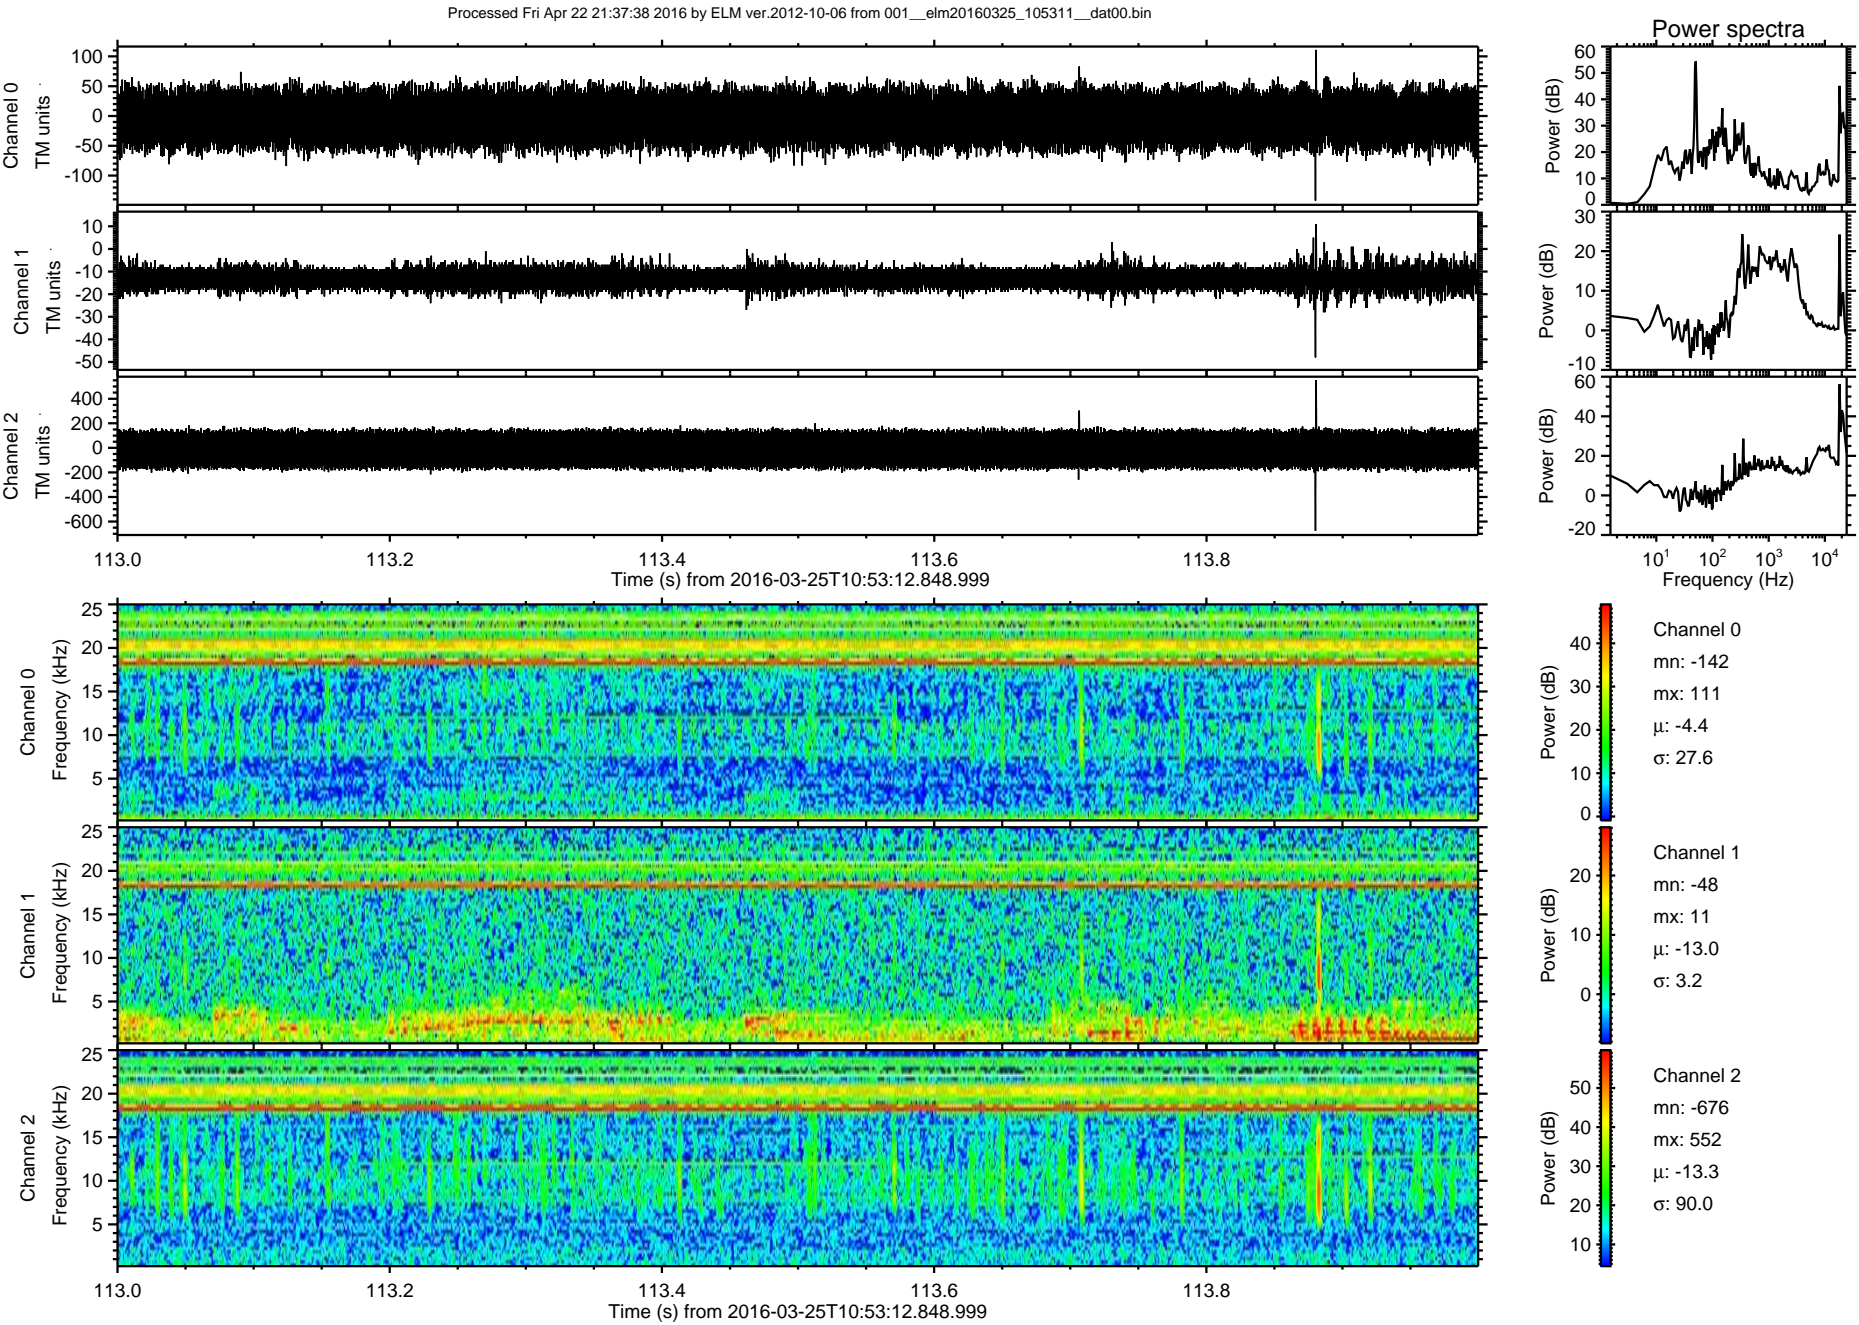 Processed Fri Apr 22 21:37:38 2016 by ELM ver.2012-10-06 from 001__elm20160325_105311__dat00.bin
Power spectra
Channel 0
TM units
100
50
0
-50
-100
Power (dB)
60
50
40
30
20
10
0
Channel 1
TM units
10
0
-10
-20
-30
-40
-50
Power (dB)
30
20
10
0
-10
Channel 2
TM units
400
200
0
-200
-400
-600
Power (dB)
60
40
20
0
-20
113.0 113.2 113.4 113.6 113.8
Time (s) from 2016-03-25T10:53:12.848.999
10¹ 10² 10³ 10⁴
Frequency (Hz)
Channel 0
Frequency (kHz)
25
20
15
10
5
Power (dB)
40
30
20
10
0
Channel 0
mn: -142
mx: 111
μ: -4.4
σ: 27.6
Channel 1
Frequency (kHz)
25
20
15
10
5
Power (dB)
20
10
0
Channel 1
mn: -48
mx: 11
μ: -13.0
σ: 3.2
Channel 2
Frequency (kHz)
25
20
15
10
5
Power (dB)
50
40
30
20
10
Channel 2
mn: -676
mx: 552
μ: -13.3
σ: 90.0
113.0 113.2 113.4 113.6 113.8
Time (s) from 2016-03-25T10:53:12.848.999